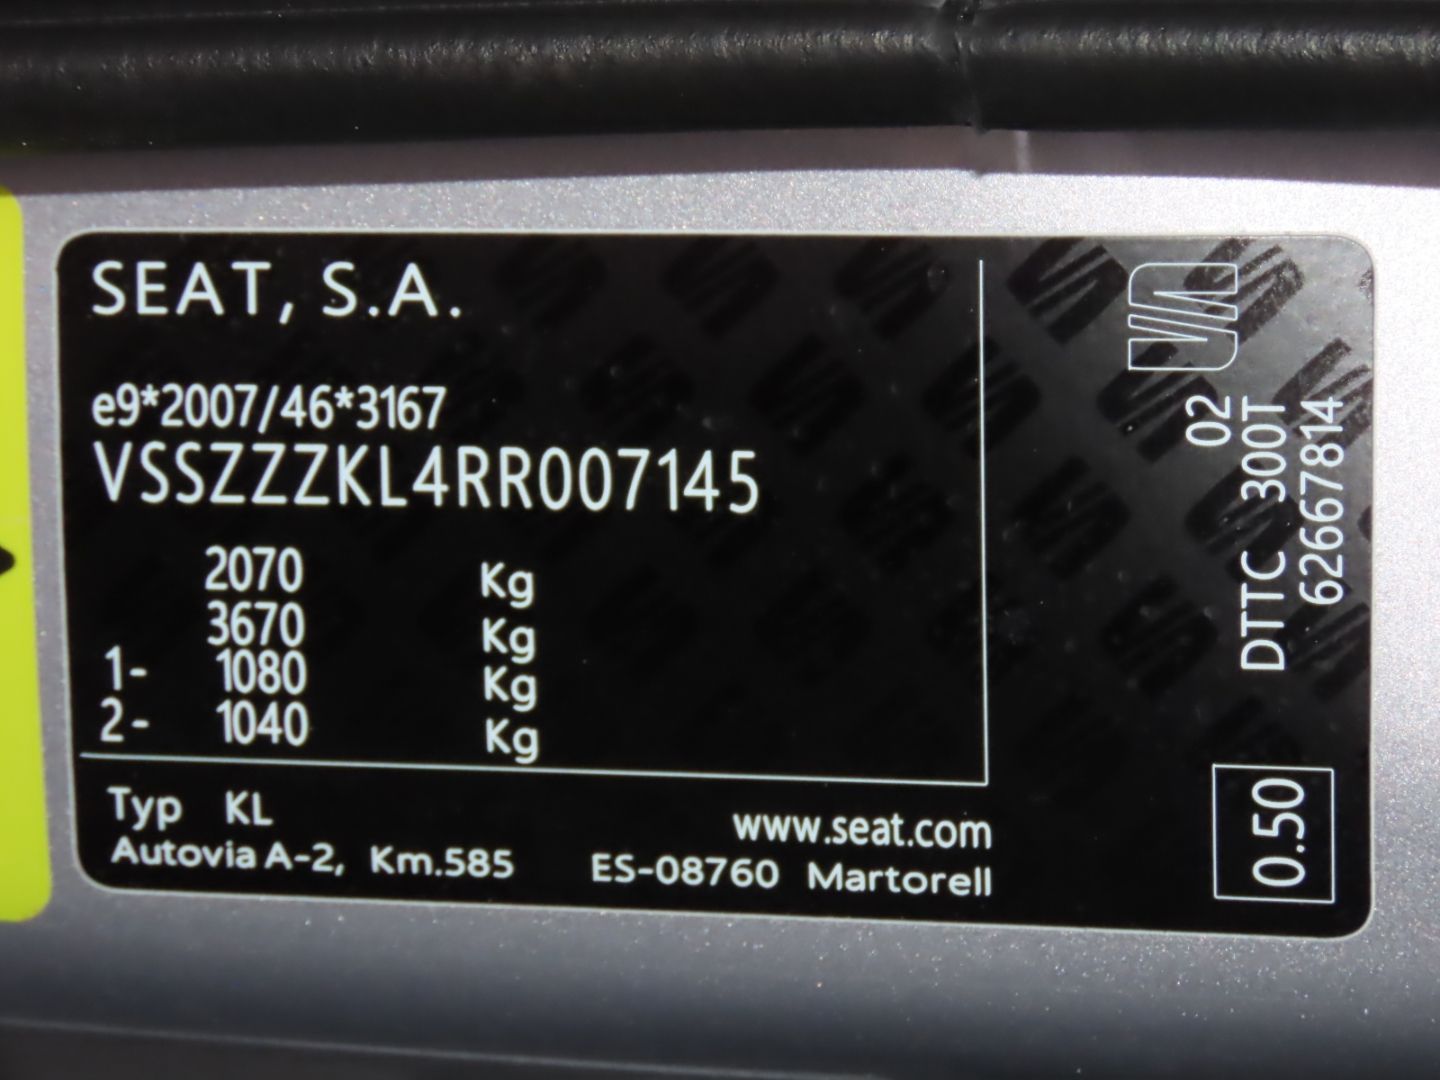 SEAT, S.A.
e9*2007/46*3167
VSSZZZKL4RR007145
2070 Kg
3670 Kg
1- 1080 Kg
2- 1040 Kg
Typ KL
www.seat.com
Autovia A-2, Km.585 ES-08760 Martorell
02
DTTC 300T
62667814
0.50